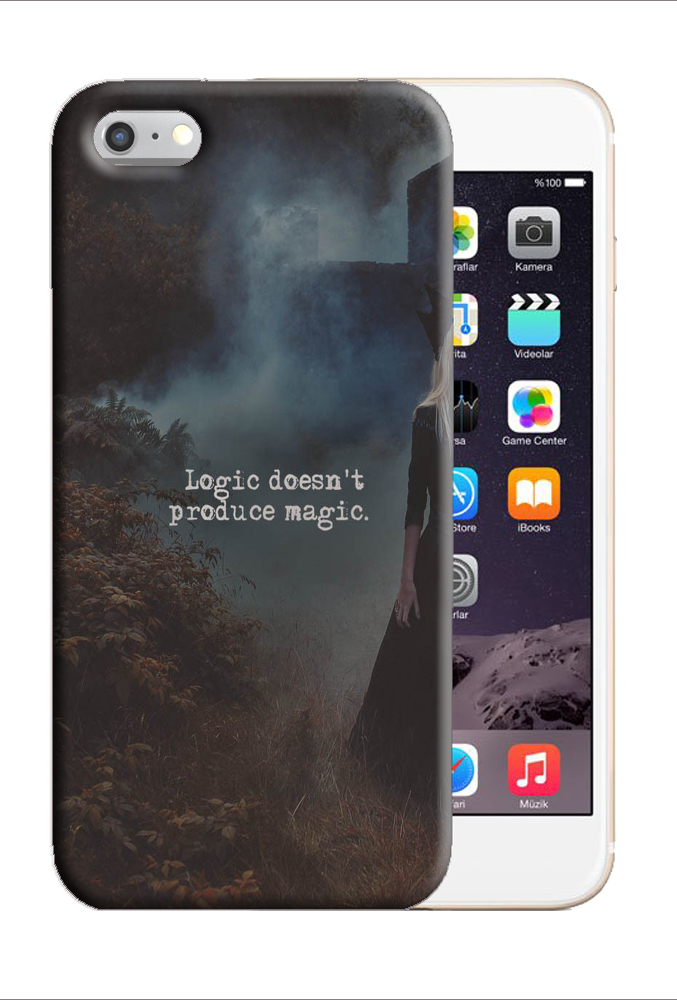 Logic doesn't
produce magic.
%100
raflar
Kamera
ita
Videolar
rsa
Game Center
Store
iBooks
rlar
ari
Müzik